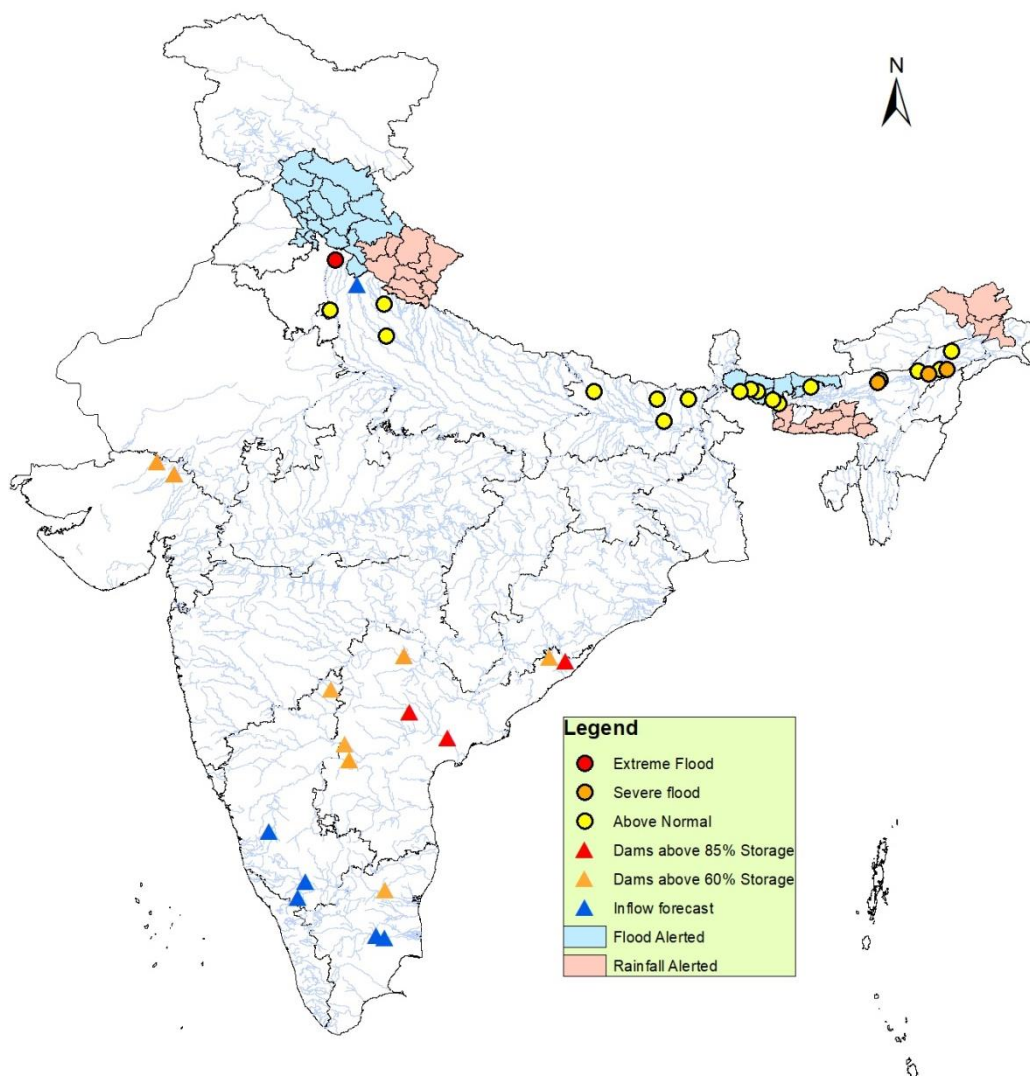 N
Legend
Extreme Flood
Severe flood
Above Normal
Dams above 85% Storage
Dams above 60% Storage
Inflow forecast
Flood Alerted
Rainfall Alerted